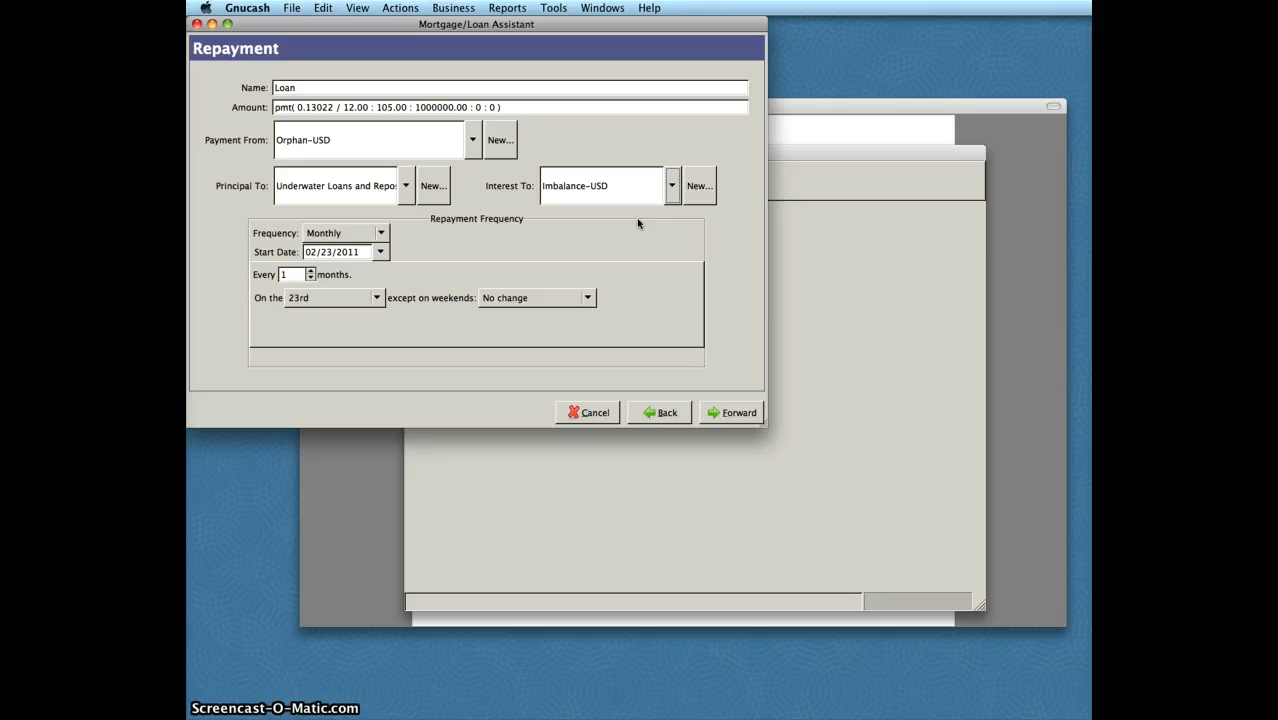 Gnucash File Edit View Actions Business Reports Tools Windows Help
Mortgage/Loan Assistant
Repayment
Name: Loan
Amount: pmt( 0.13022 / 12.00 : 105.00 : 1000000.00 : 0 : 0 )
Payment From: Orphan-USD New...
Principal To: Underwater Loans and Repo: New... Interest To: Imbalance-USD New...
Repayment Frequency
Frequency: Monthly
Start Date: 02/23/2011
Every 1 months.
On the 23rd except on weekends: No change
Cancel Back Forward
Screencast-O-Matic.com